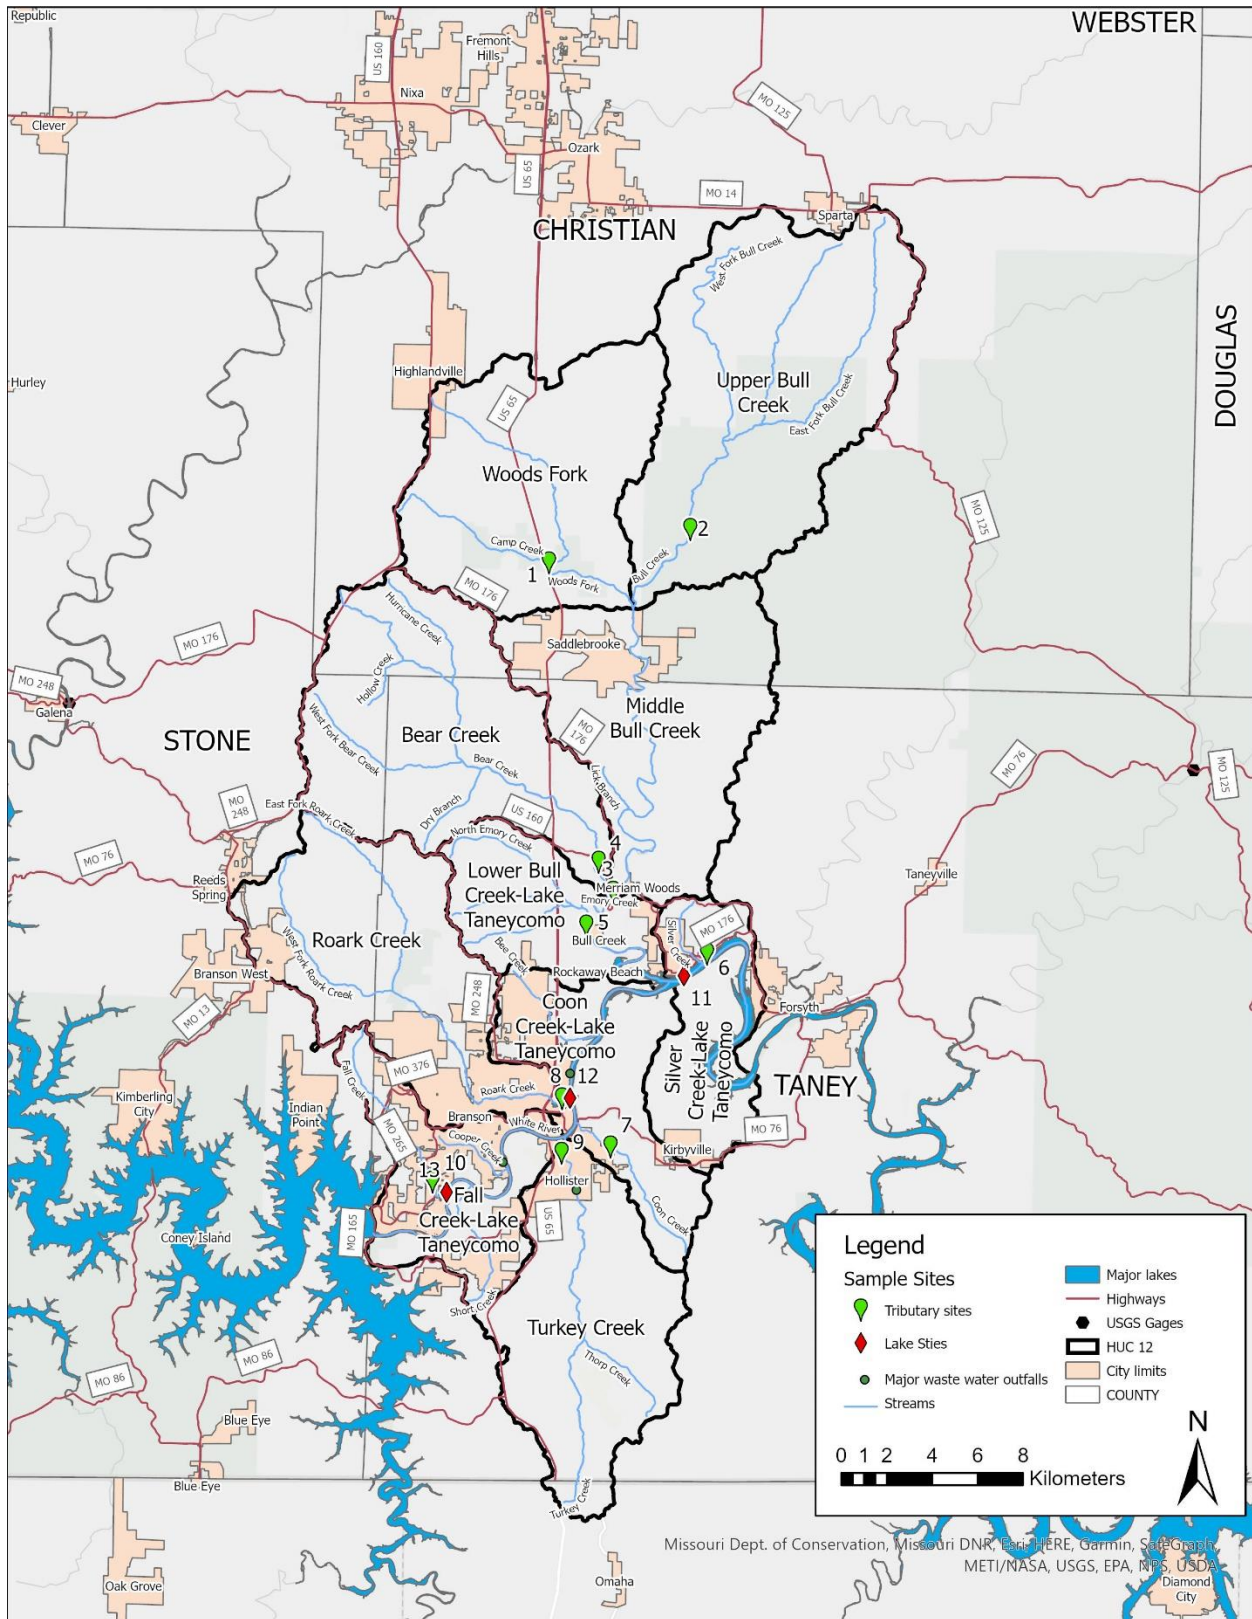 Republic
WEBSTER
Fremont
Hills
US 160
Nixa
MO 125
Clever
Ozark
US 65
MO 14
Sparta
CHRISTIAN
West Fork Bull Creek
DOUGLAS
Highlandville
Hurley
Upper Bull
Creek
US 65
East Fork Bull Creek
Woods Fork
MO 125
2
Camp Creek
1
Woods Fork
Bull Creek
MO 176
Hurricane Creek
MO 176
Saddlebrooke
MO 248
Hollow Creek
Galena
STONE
West Fork Bear Creek
Bear Creek
Middle
Bull Creek
MO
176
Bear Creek
Lick Branch
MO 76
MO
125
MO
248
East Fork Roark Creek
Dry Branch
US 160
North Emory Creek
4
3
MO 76
Lower Bull
Creek-Lake
Taneycomo
Merriam Woods
Emory Creek
Taneyville
Reeds
Spring
5
Bull Creek
Silver Creek
MO 176
Roark Creek
West Fork Roark Creek
Bee Creek
Rockaway Beach
6
Branson West
11
MO 13
MO 248
Coon
Creek-Lake
Taneycomo
Forsyth
Silver
Creek-Lake
Taneycomo
Fall Creek
MO 376
12
8
Roark Creek
TANEY
Kimberling
City
Indian
Point
Branson
White River
7
MO 76
MO 265
Cooper Creek
9
Kirbyville
10
13
Hollister
Fall
Creek-Lake
Taneycomo
MO 165
US 65
Coon Creek
Coney Island
Short Creek
Turkey Creek
Thorp Creek
MO 86
MO 86
Blue Eye
Blue Eye
Turkey Creek
Oak Grove
Omaha
Diamond
City
Legend
Sample Sites
Tributary sites
Lake Sties
Major waste water outfalls
Streams
Major lakes
Highways
USGS Gages
HUC 12
City limits
COUNTY
N
0 1 2 4 6 8
Kilometers
Missouri Dept. of Conservation, Missouri DNR, Esri, HERE, Garmin, SafeGraph,
METI/NASA, USGS, EPA, NPS, USDA